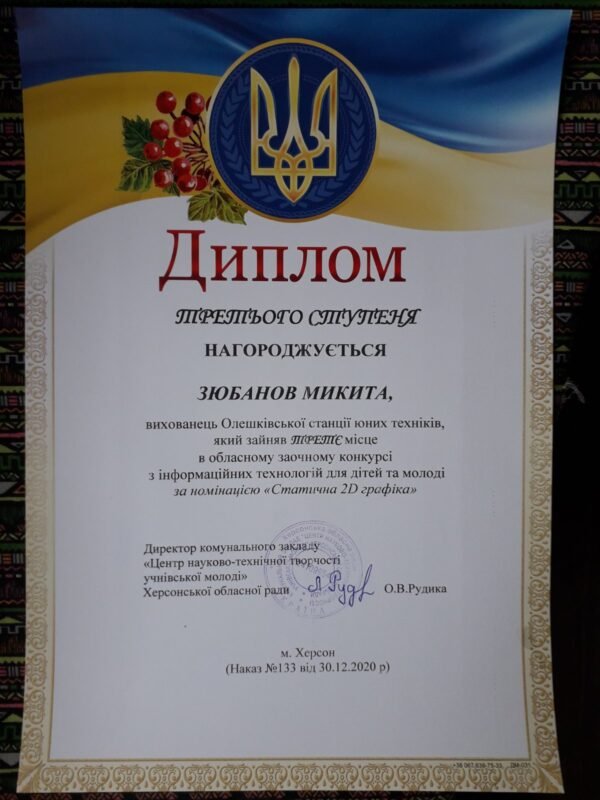 Диплом
ТРЕТЬОГО СТУПЕНЯ
НАГОРОДЖУЄТЬСЯ
ЗЮБАНОВ МИКИТА,
вихованець Олешківської станції юних техніків,
який зайняв ТРЕТЄ місце
в обласному заочному конкурсі
з інформаційних технологій для дітей та молоді
за номінацією «Статична 2D графіка»
Директор комунального закладу
«Центр науково-технічної творчості
учнівської молоді»
Херсонської обласної ради О.В.Рудика
м. Херсон
(Наказ №133 від 30.12.2020 р)